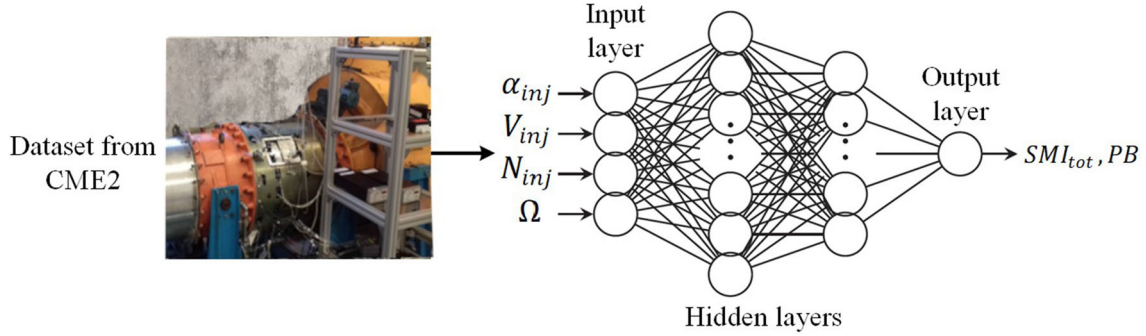 Dataset from
CME2
Input
layer
α_inj
V_inj
N_inj
Ω
Hidden layers
Output
layer
SMI_tot, PB